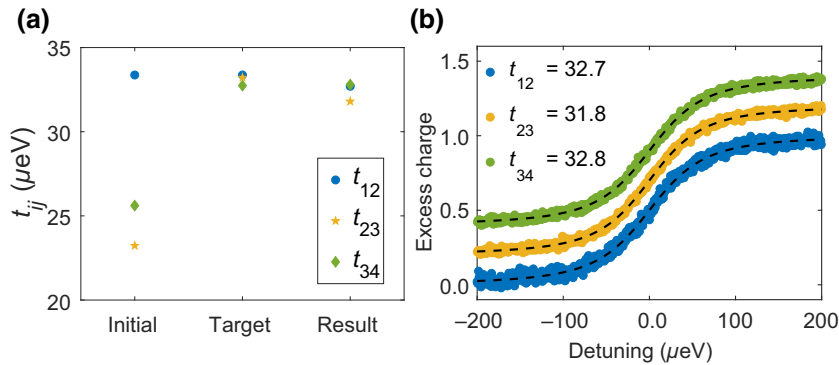 (a)
35
30
25
20
t_ij (µeV)
t_12
t_23
t_34
Initial Target Result
(b)
1.5
1.0
0.5
0.0
Excess charge
t_12 = 32.7
t_23 = 31.8
t_34 = 32.8
−200 −100 0.0 100 200
Detuning (µeV)